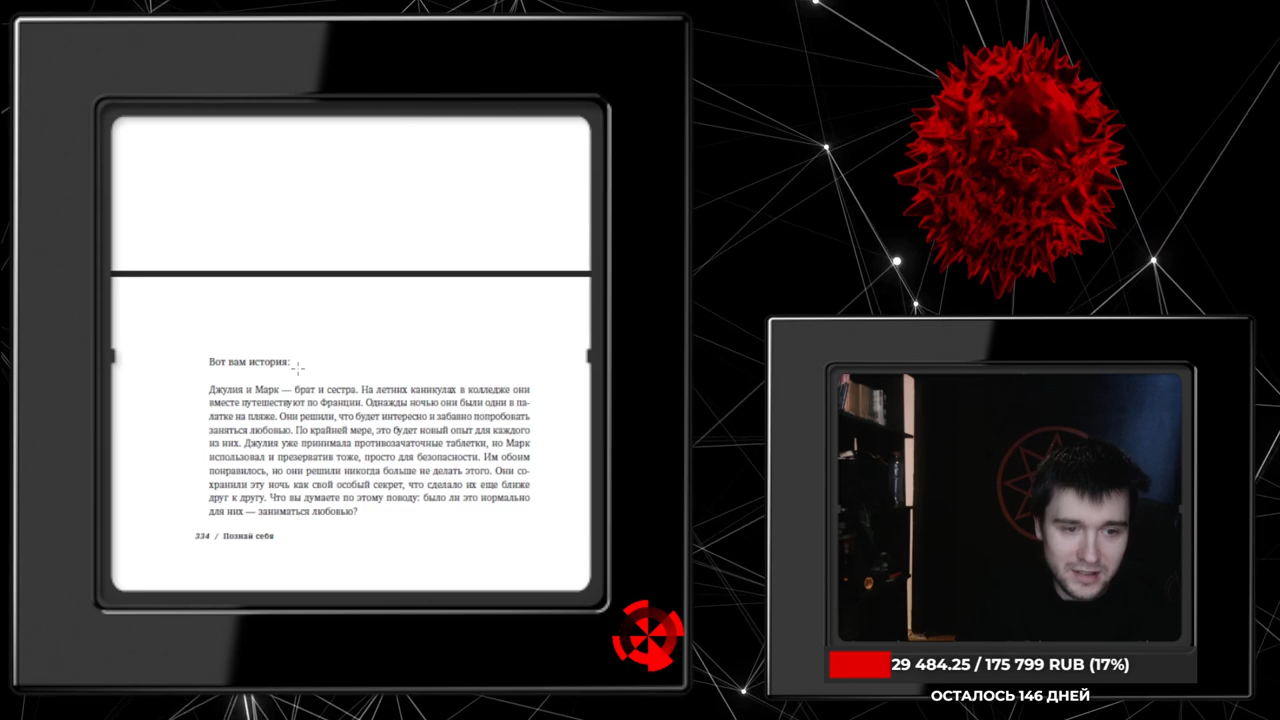 Вот вам история:
Джулия и Марк — брат и сестра. На летних каникулах в колледже они
вместе путешествуют по Франции. Однажды ночью они были одни в па-
латке на пляже. Они решили, что будет интересно и забавно попробовать
заняться любовью. По крайней мере, это будет новый опыт для каждого
из них. Джулия уже принимала противозачаточные таблетки, но Марк
использовал и презерватив тоже, просто для безопасности. Им обоим
понравилось, но они решили никогда больше не делать этого. Они со-
хранили эту ночь как свой особый секрет, что сделало их еще ближе
друг к другу. Что вы думаете по этому поводу: было ли это нормально
для них — заниматься любовью?
334 / Познай себя
29 484.25 / 175 799 RUB (17%)
ОСТАЛОСЬ 146 ДНЕЙ